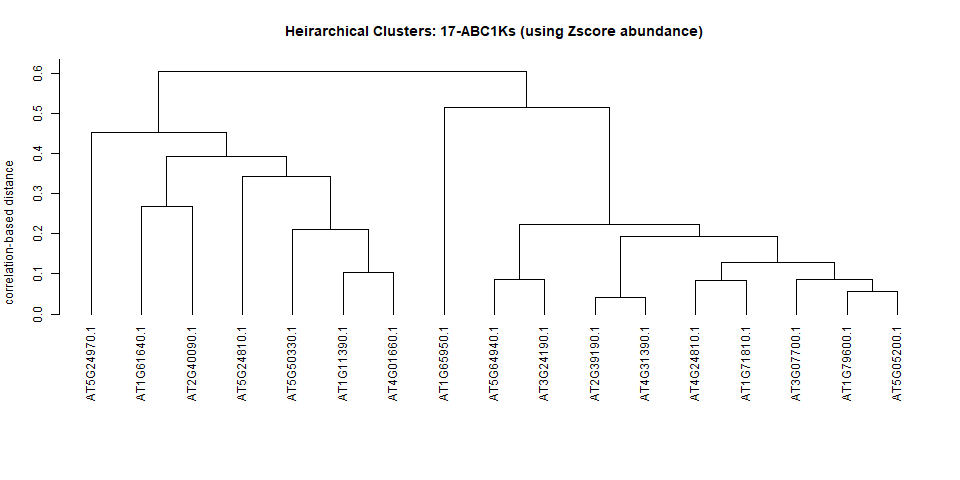 Heirarchical Clusters: 17-ABC1Ks (using Zscore abundance)
correlation-based distance
0.6
0.5
0.4
0.3
0.2
0.1
0.0
AT5G24970.1
AT1G61640.1
AT2G40090.1
AT5G24810.1
AT5G50330.1
AT1G11390.1
AT4G01660.1
AT1G65950.1
AT5G64940.1
AT3G24190.1
AT2G39190.1
AT4G31390.1
AT4G24810.1
AT1G71810.1
AT3G07700.1
AT1G79600.1
AT5G05200.1